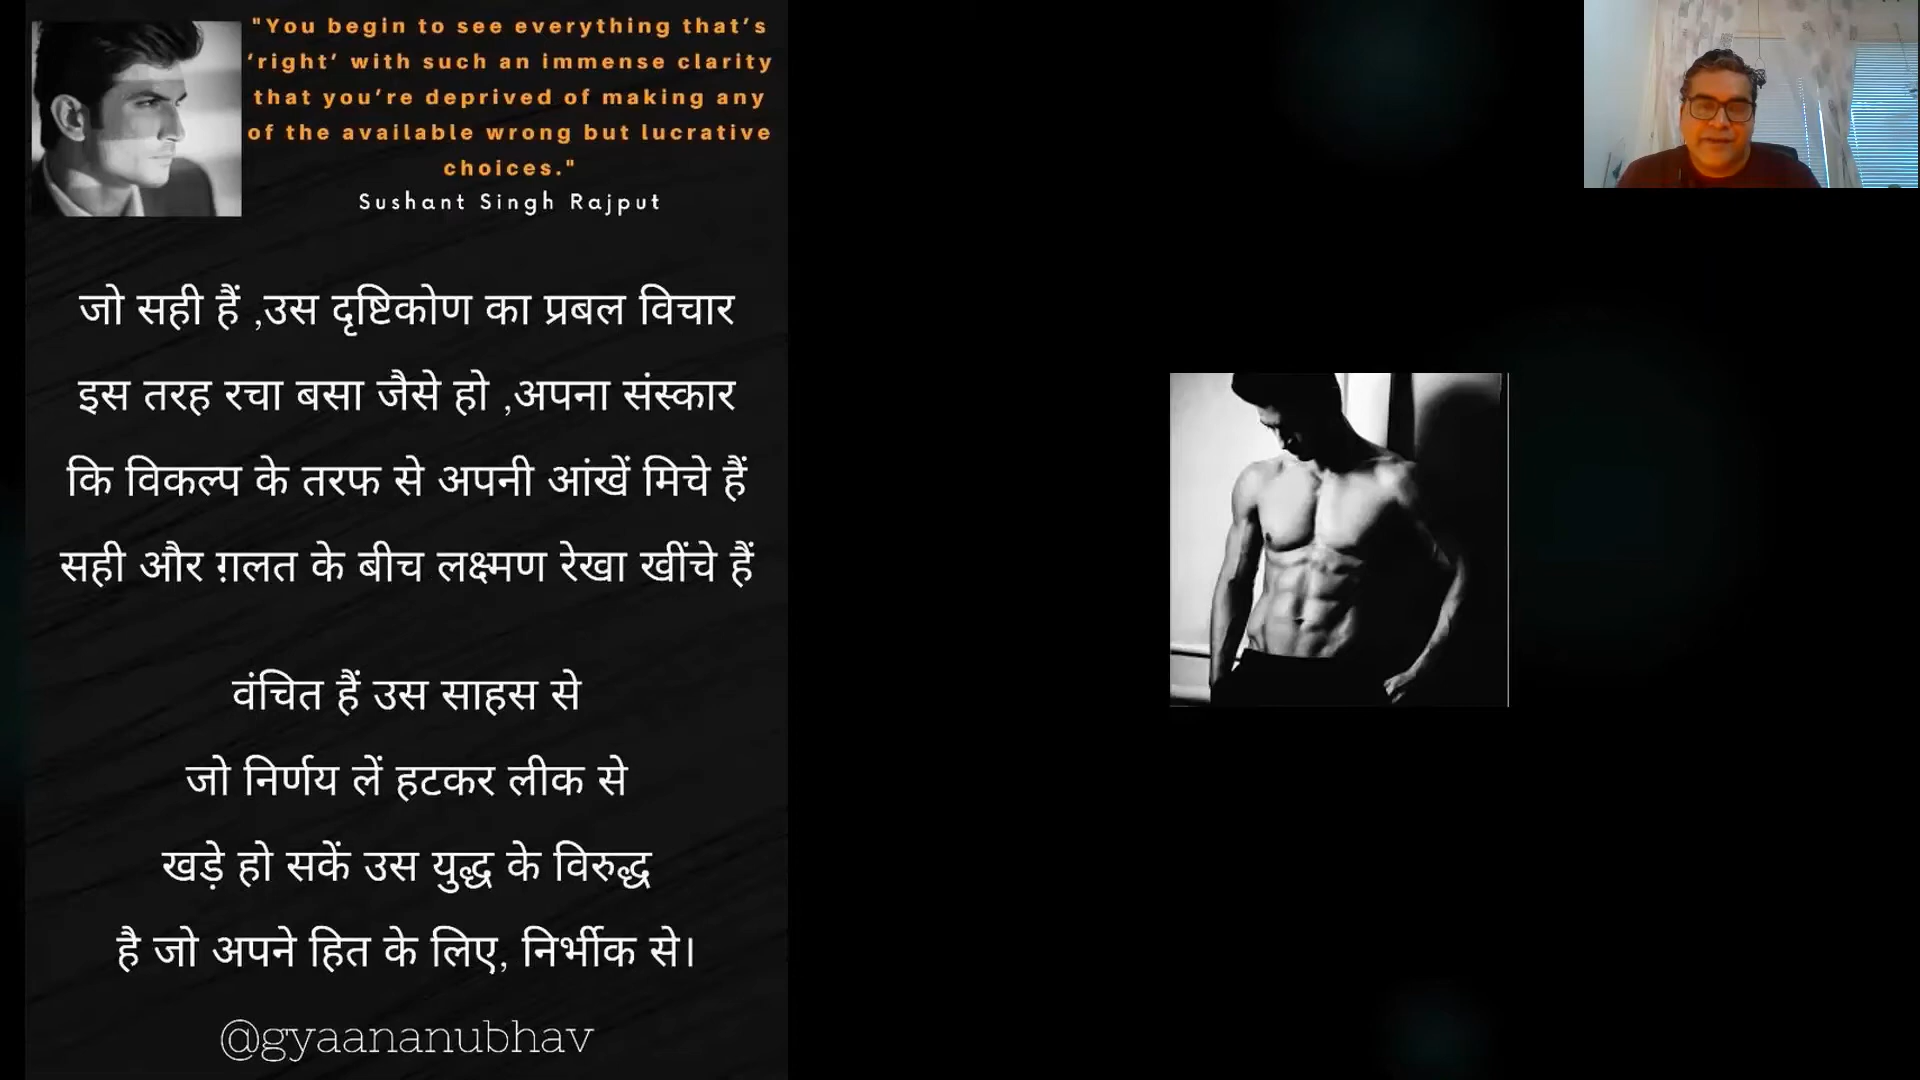 "You begin to see everything that’s
‘right’ with such an immense clarity
that you’re deprived of making any
of the available wrong but lucrative
choices."
Sushant Singh Rajput
जो सही हैं ,उस दृष्टिकोण का प्रबल विचार
इस तरह रचा बसा जैसे हो ,अपना संस्कार
कि विकल्प के तरफ से अपनी आंखें मिचे हैं
सही और ग़लत के बीच लक्ष्मण रेखा खींचे हैं
वंचित हैं उस साहस से
जो निर्णय लें हटकर लीक से
खड़े हो सकें उस युद्ध के विरुद्ध
है जो अपने हित के लिए, निर्भीक से।
@gyaananubhav